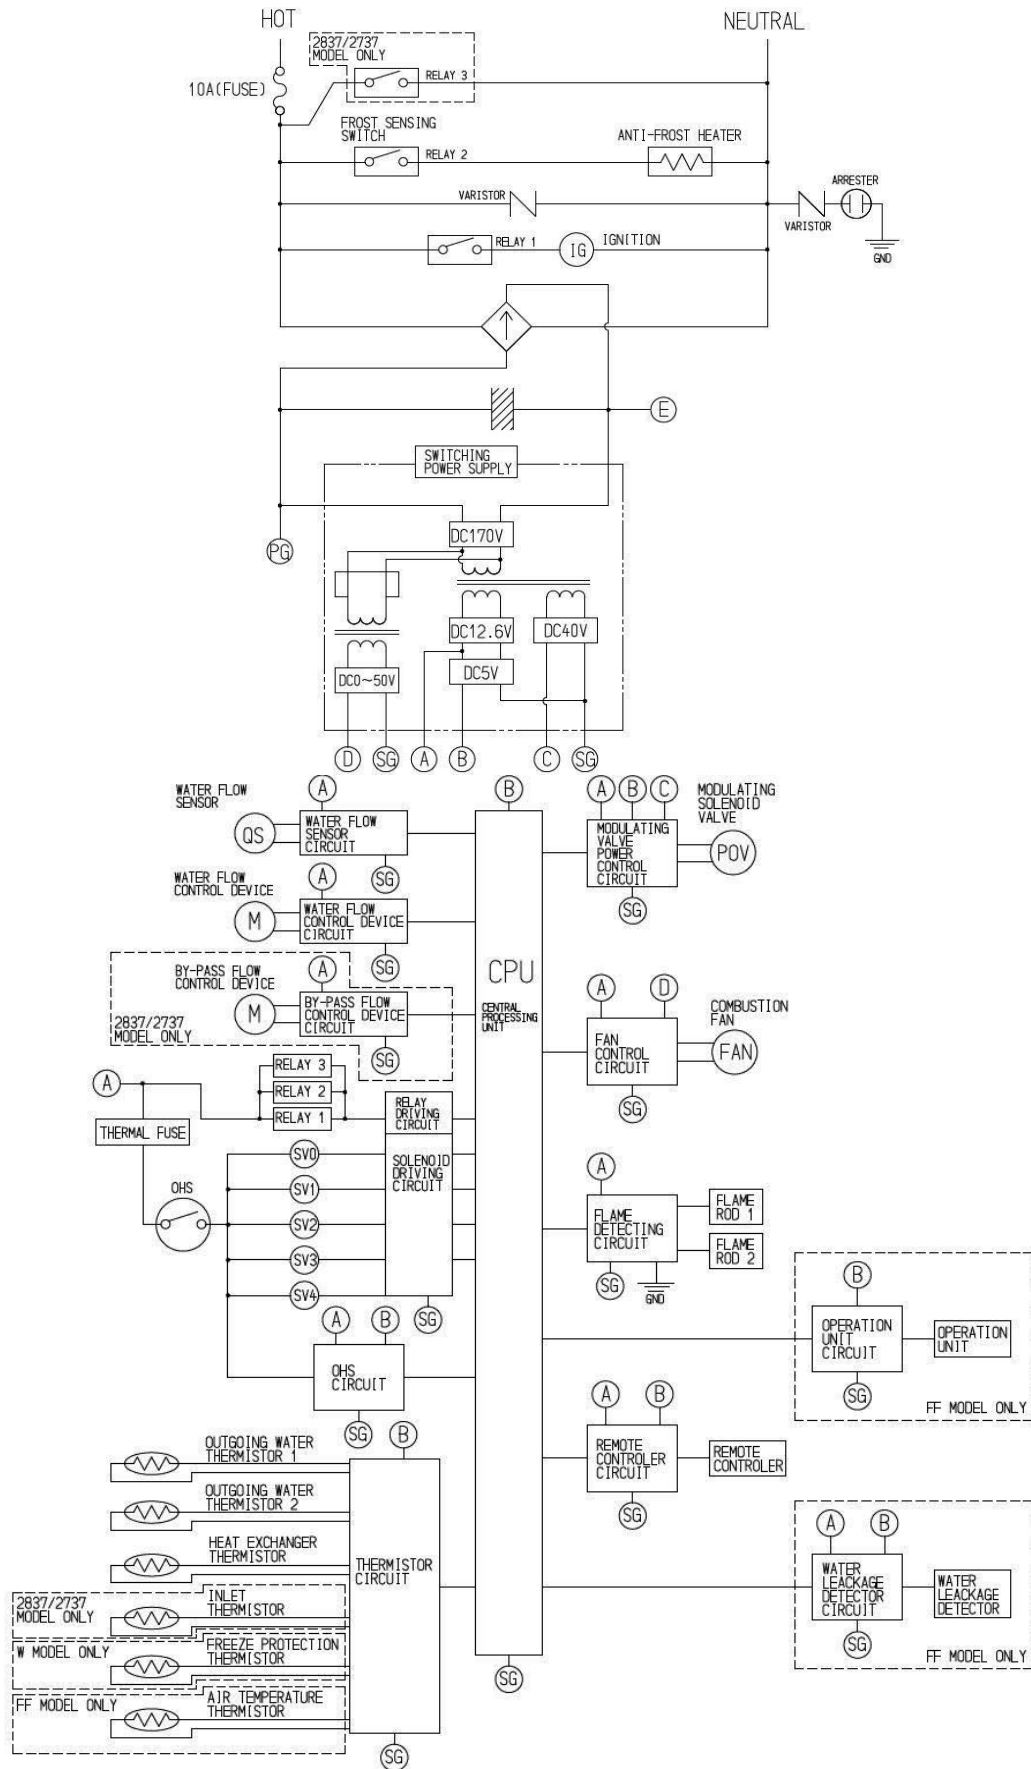 HOT
NEUTRAL
2837/2737
MODEL ONLY
RELAY 3
10A(FUSE)
FROST SENSING
SWITCH
RELAY 2
ANTI-FROST HEATER
VARISTOR
ARRESTER
VARISTOR
GND
RELAY 1
IG
IGNITION
E
SWITCHING
POWER SUPPLY
PG
DC170V
DC12.6V
DC40V
DC5V
DC0~50V
D
SG
A
B
C
SG
WATER FLOW
SENSOR
QS
A
WATER FLOW
SENSOR
CIRCUIT
SG
WATER FLOW
CONTROL DEVICE
M
A
WATER FLOW
CONTROL DEVICE
CIRCUIT
SG
BY-PASS FLOW
CONTROL DEVICE
M
A
BY-PASS FLOW
CONTROL DEVICE
CIRCUIT
SG
2837/2737
MODEL ONLY
B
CPU
CENTRAL
PROCESSING
UNIT
SG
A
B
C
MODULATING
SOLENOID
VALVE
MODULATING
VALVE
POWER
CONTROL
CIRCUIT
POV
SG
A
D
COMBUSTION
FAN
FAN
CONTROL
CIRCUIT
FAN
SG
A
RELAY 3
RELAY 2
RELAY 1
RELAY
DRIVING
CIRCUIT
THERMAL FUSE
OHS
SV0
SV1
SV2
SV3
SV4
SOLENOID
DRIVING
CIRCUIT
SG
A
B
OHS
CIRCUIT
SG
A
FLAME
DETECTING
CIRCUIT
FLAME
ROD 1
FLAME
ROD 2
SG
GND
B
OPERATION
UNIT
CIRCUIT
OPERATION
UNIT
SG
FF MODEL ONLY
A
B
REMOTE
CONTROLER
CIRCUIT
REMOTE
CONTROLER
SG
A
B
WATER
LEACKAGE
DETECTOR
CIRCUIT
WATER
LEACKAGE
DETECTOR
SG
FF MODEL ONLY
B
OUTGOING WATER
THERMISTOR 1
OUTGOING WATER
THERMISTOR 2
HEAT EXCHANGER
THERMISTOR
THERMISTOR
CIRCUIT
2837/2737
MODEL ONLY
INLET
THERMISTOR
W MODEL ONLY
FREEZE PROTECTION
THERMISTOR
FF MODEL ONLY
AIR TEMPERATURE
THERMISTOR
SG